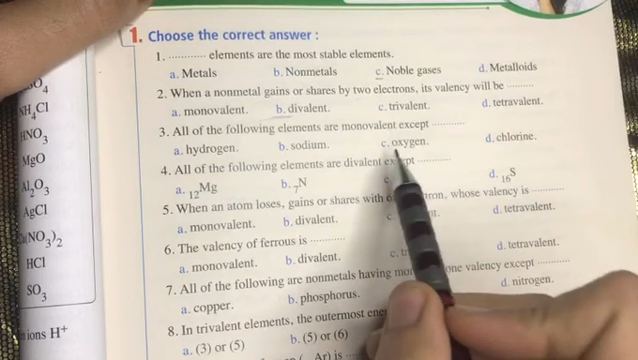 1. Choose the correct answer :
1. ............ elements are the most stable elements.
a. Metals b. Nonmetals c. Noble gases d. Metalloids
2. When a nonmetal gains or shares by two electrons, its valency will be .........
a. monovalent. b. divalent. c. trivalent. d. tetravalent.
3. All of the following elements are monovalent except ............
a. hydrogen. b. sodium. c. oxygen. d. chlorine.
4. All of the following elements are divalent except ............
a. 12Mg b. 7N c. d. 16S
5. When an atom loses, gains or shares with whose valency is ............
a. monovalent. b. divalent. c. d. tetravalent.
6. The valency of ferrous is ............
a. monovalent. b. divalent. c. d. tetravalent.
7. All of the following are nonmetals having one valency except ............
a. copper. b. phosphorus. d. nitrogen.
8. In trivalent elements, the outermost
a. (3) or (5) b. (5) or (6)
Ar) is
NH4Cl
HNO3
MgO
Al2O3
AgCl
(NO3)2
HCl
SO3
ions H+